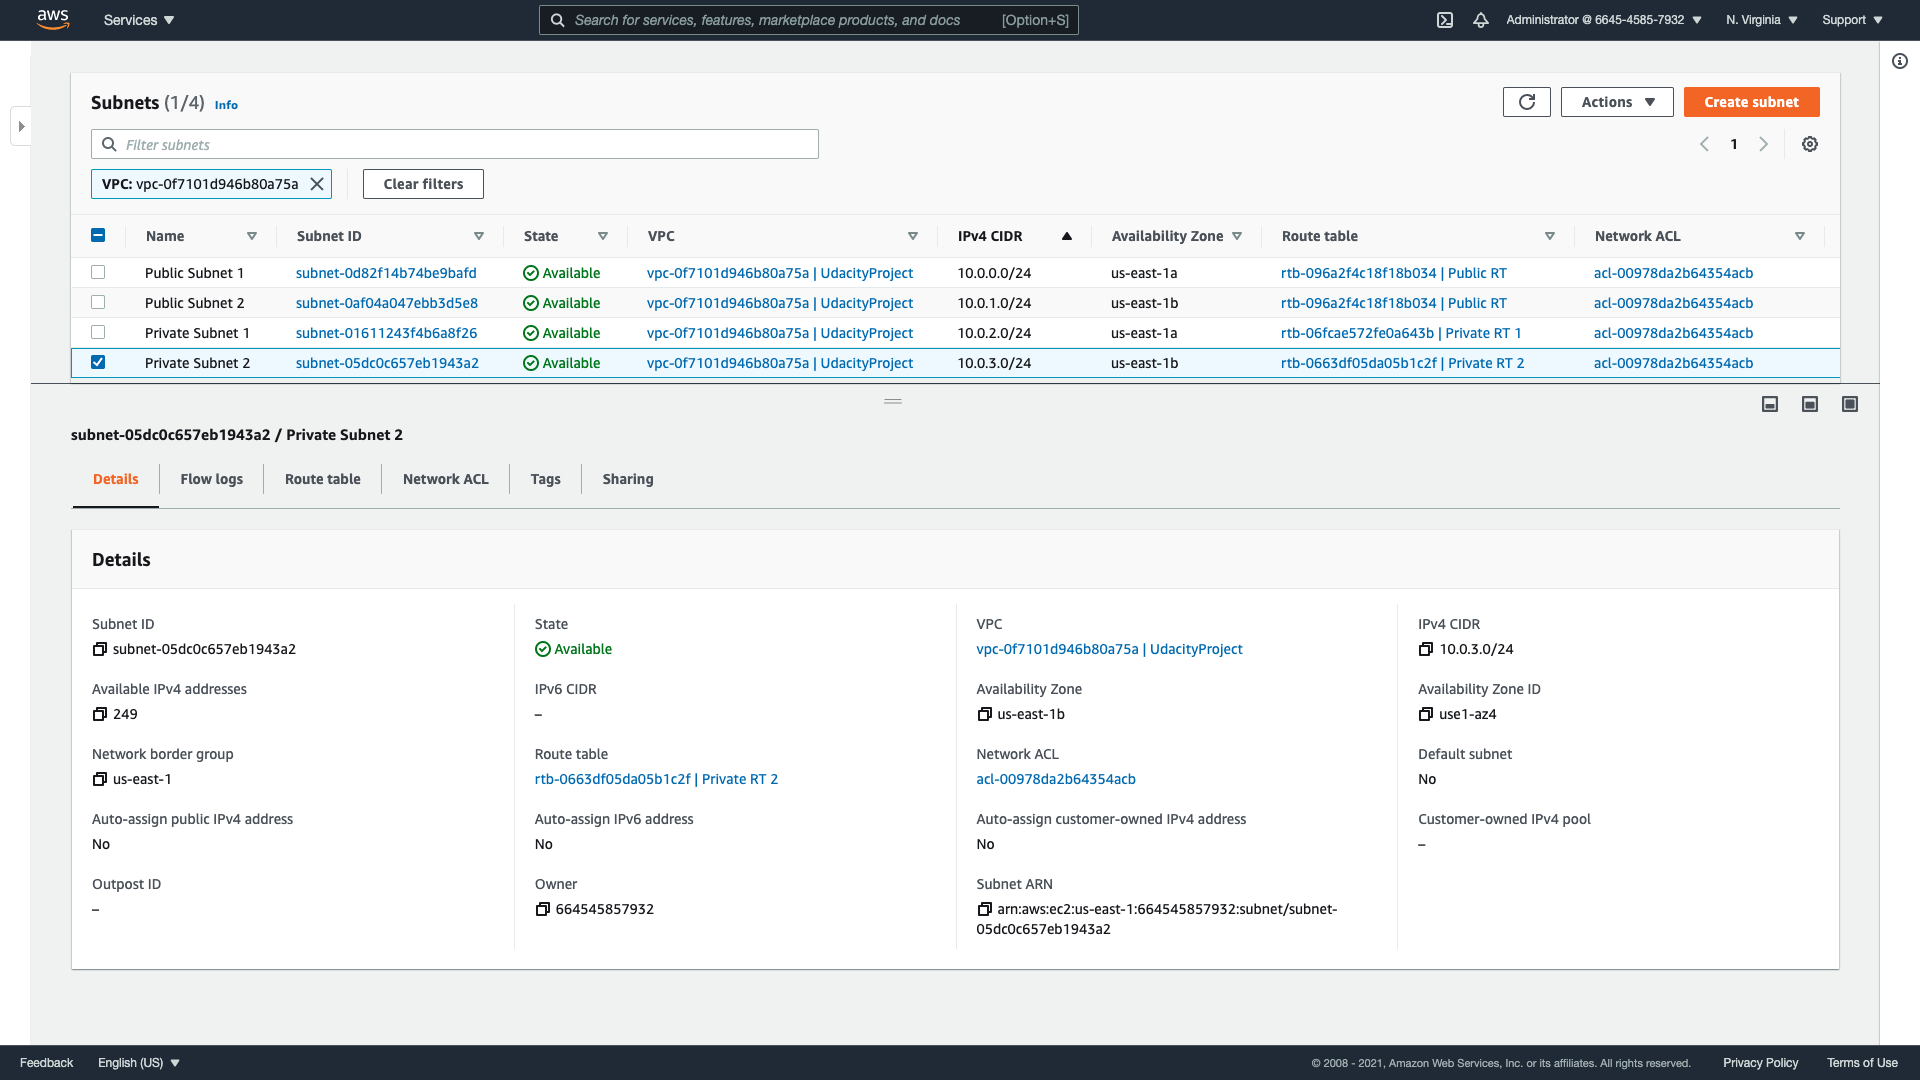 aws
Services
Search for services, features, marketplace products, and docs [Option+S]
Administrator @ 6645-4585-7932
N. Virginia
Support
Subnets (1/4) Info
Actions
Create subnet
Filter subnets
1
VPC: vpc-0f7101d946b80a75a
Clear filters
Name Subnet ID State VPC IPv4 CIDR Availability Zone Route table Network ACL
Public Subnet 1 subnet-0d82f14b74be9bafd Available vpc-0f7101d946b80a75a | UdacityProject 10.0.0.0/24 us-east-1a rtb-096a2f4c18f18b034 | Public RT acl-00978da2b64354acb
Public Subnet 2 subnet-0af04a047ebb3d5e8 Available vpc-0f7101d946b80a75a | UdacityProject 10.0.1.0/24 us-east-1b rtb-096a2f4c18f18b034 | Public RT acl-00978da2b64354acb
Private Subnet 1 subnet-01611243f4b6a8f26 Available vpc-0f7101d946b80a75a | UdacityProject 10.0.2.0/24 us-east-1a rtb-06fcae572fe0a643b | Private RT 1 acl-00978da2b64354acb
Private Subnet 2 subnet-05dc0c657eb1943a2 Available vpc-0f7101d946b80a75a | UdacityProject 10.0.3.0/24 us-east-1b rtb-0663df05da05b1c2f | Private RT 2 acl-00978da2b64354acb
subnet-05dc0c657eb1943a2 / Private Subnet 2
Details Flow logs Route table Network ACL Tags Sharing
Details
Subnet ID State VPC IPv4 CIDR
subnet-05dc0c657eb1943a2 Available vpc-0f7101d946b80a75a | UdacityProject 10.0.3.0/24
Available IPv4 addresses IPv6 CIDR Availability Zone Availability Zone ID
249 – us-east-1b use1-az4
Network border group Route table Network ACL Default subnet
us-east-1 rtb-0663df05da05b1c2f | Private RT 2 acl-00978da2b64354acb No
Auto-assign public IPv4 address Auto-assign IPv6 address Auto-assign customer-owned IPv4 address Customer-owned IPv4 pool
No No No –
Outpost ID Owner Subnet ARN
– 664545857932 arn:aws:ec2:us-east-1:664545857932:subnet/subnet-
05dc0c657eb1943a2
Feedback English (US) © 2008 - 2021, Amazon Web Services, Inc. or its affiliates. All rights reserved. Privacy Policy Terms of Use